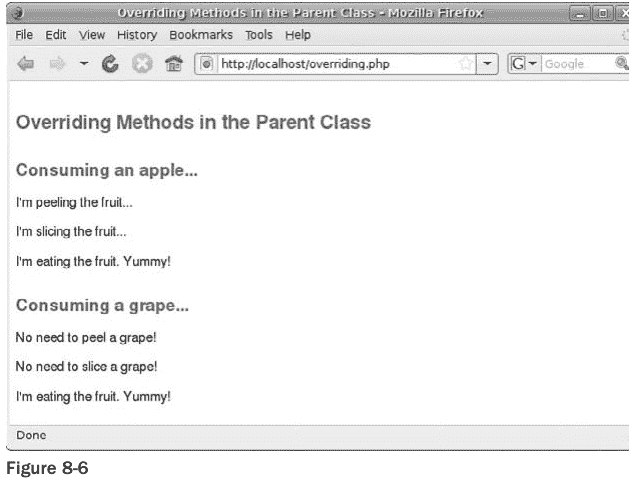 Overriding Methods in the Parent Class - Mozilla Firefox
File Edit View History Bookmarks Tools Help
http://localhost/overriding.php G Google
Overriding Methods in the Parent Class
Consuming an apple...
I'm peeling the fruit...
I'm slicing the fruit...
I'm eating the fruit. Yummy!
Consuming a grape...
No need to peel a grape!
No need to slice a grape!
I'm eating the fruit. Yummy!
Done
Figure 8-6